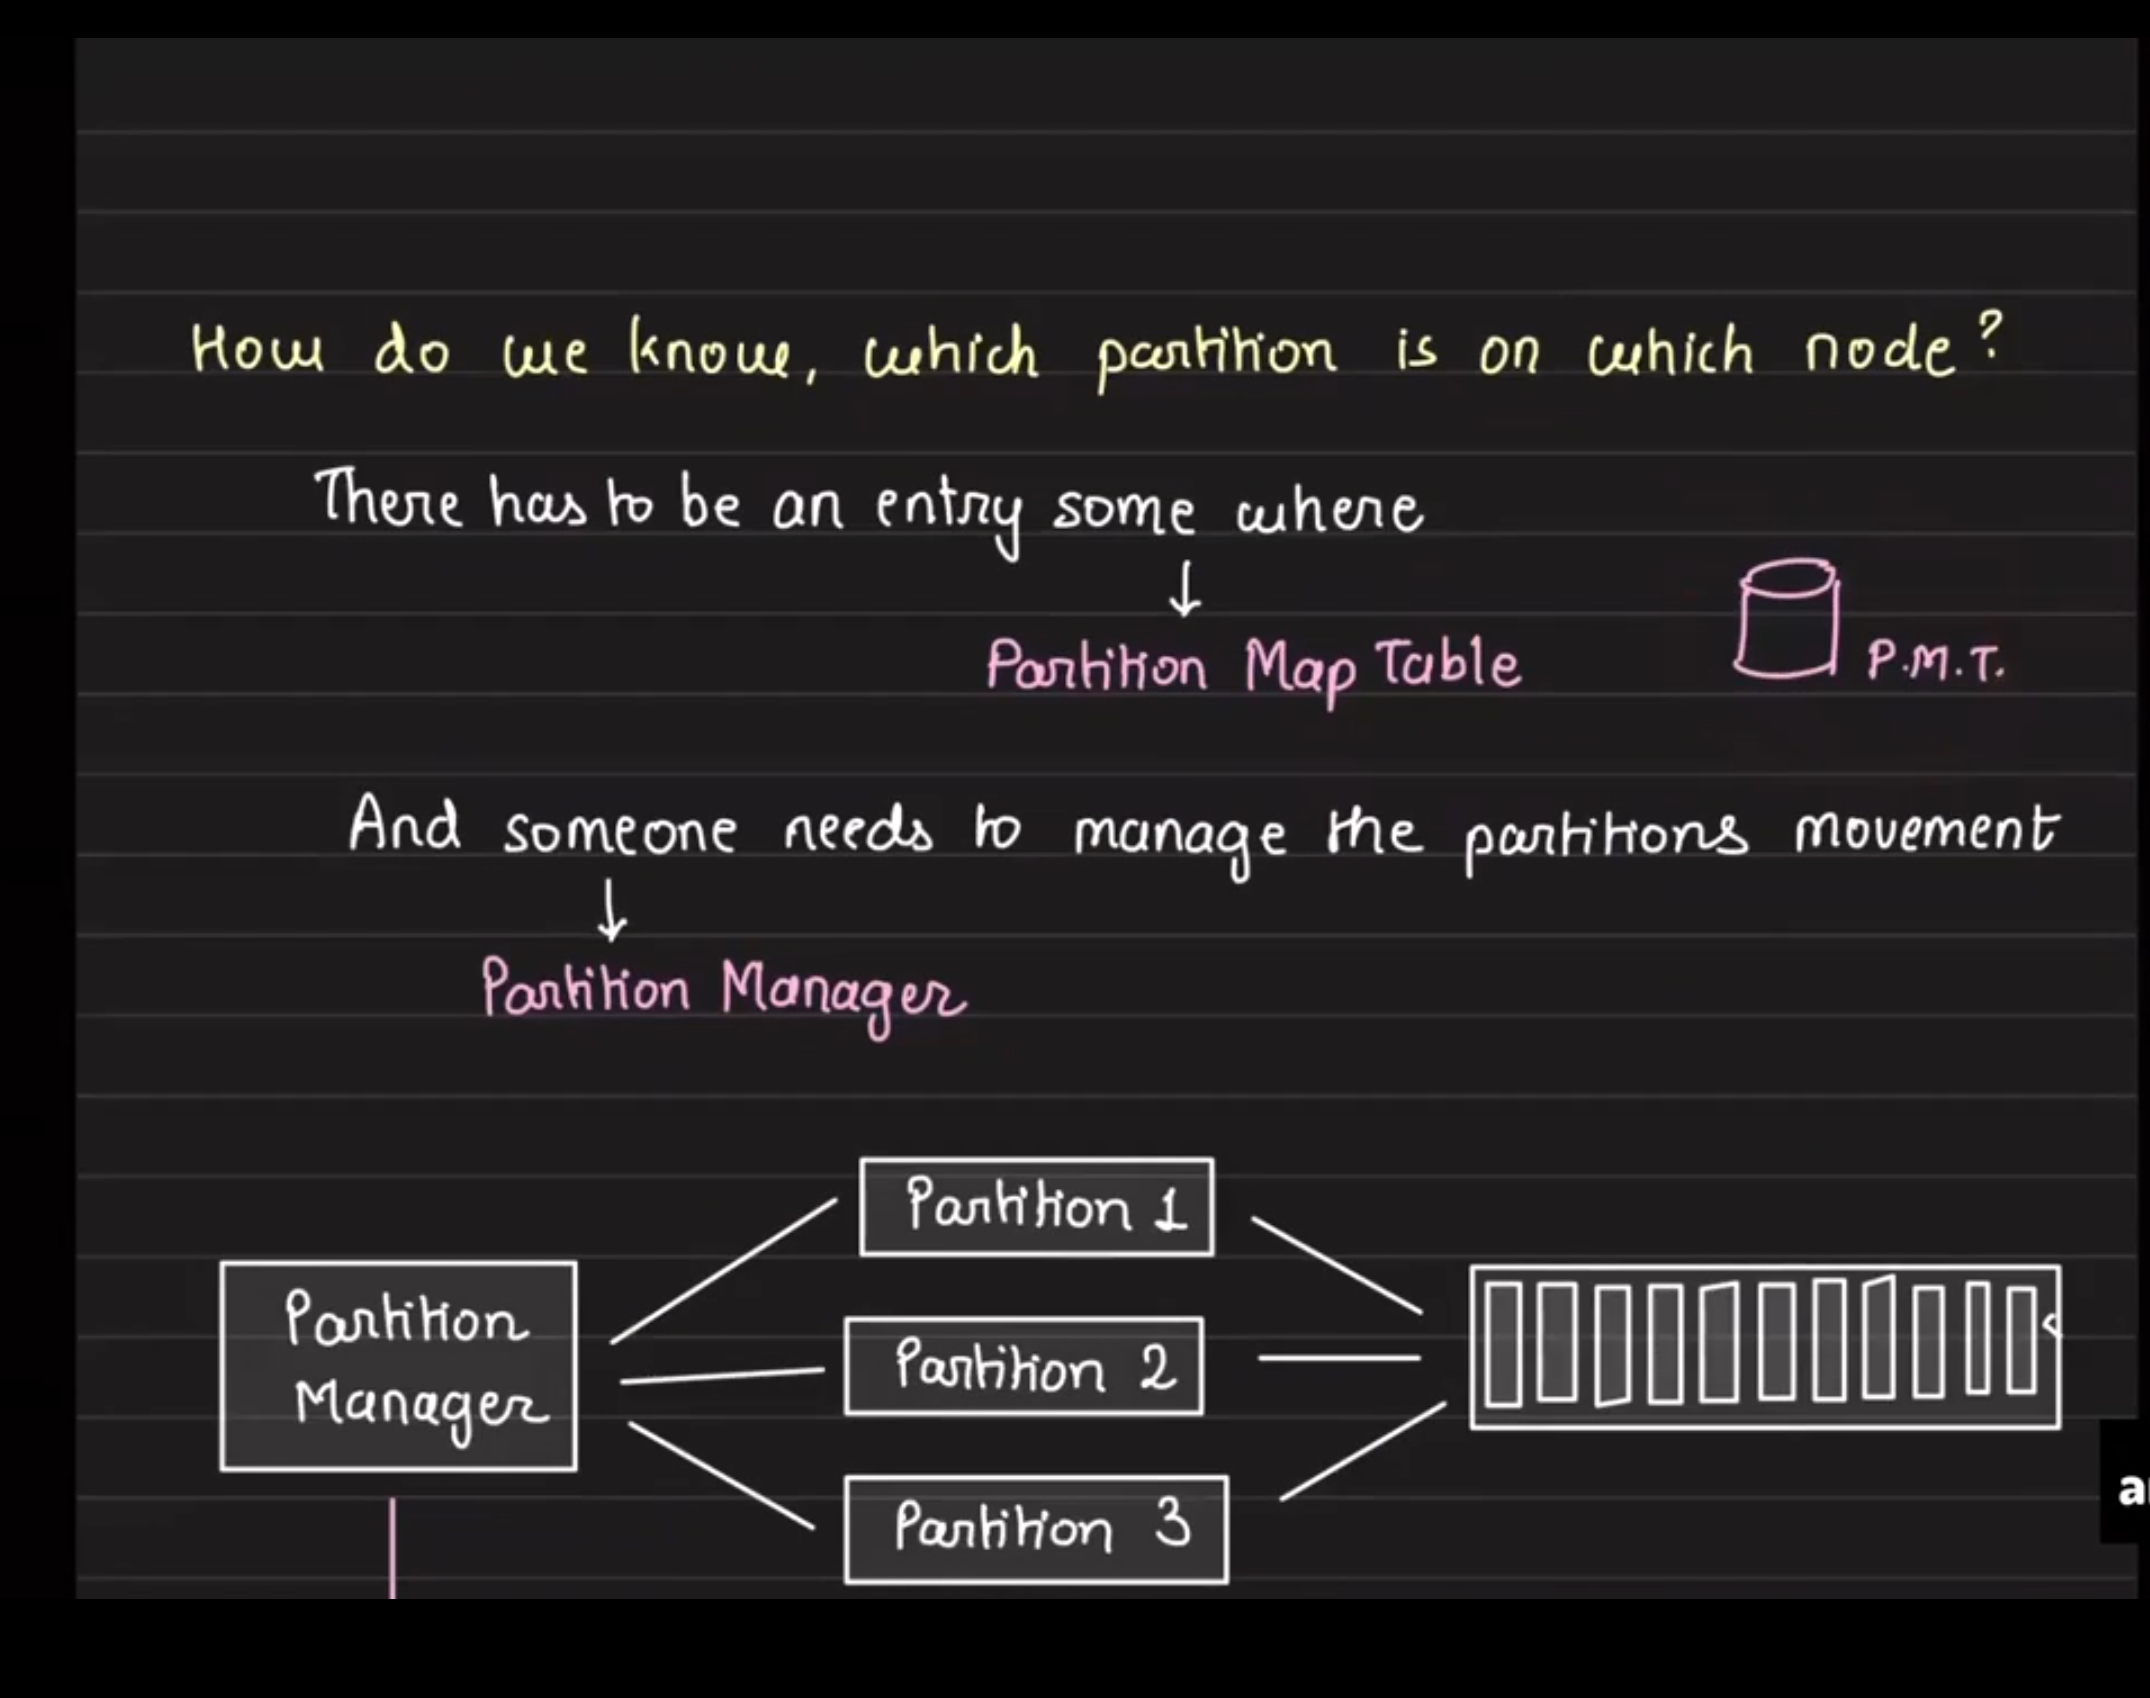 How do we know, which partition is on which node?
There has to be an entry some where
↓
Partition Map Table
P.M.T.
And someone needs to manage the partitions movement
↓
Partition Manager
Partition 1
Partition
Manager
Partition 2
Partition 3